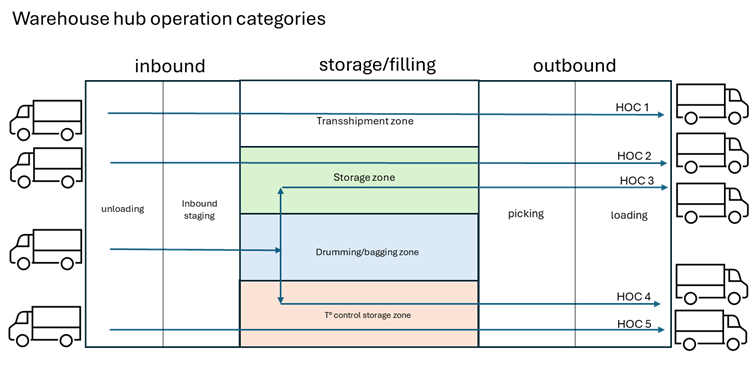 Warehouse hub operation categories
inbound
storage/filling
outbound
HOC 1
Transshipment zone
HOC 2
Storage zone
HOC 3
unloading
Inbound
staging
picking
loading
Drumming/bagging zone
HOC 4
T° control storage zone
HOC 5